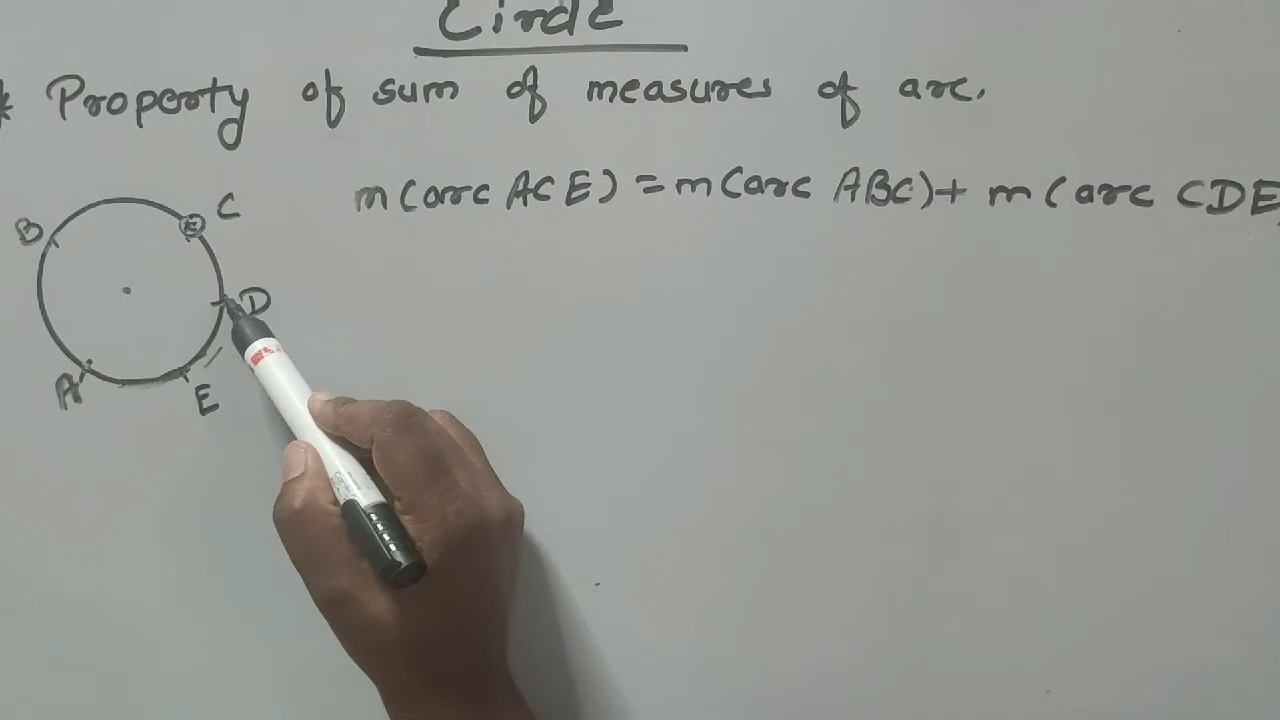 Circle
* Property of sum of measures of arc.
m(arc ACE) = m(arc ABC) + m(arc CDE
C
B
D
A
E